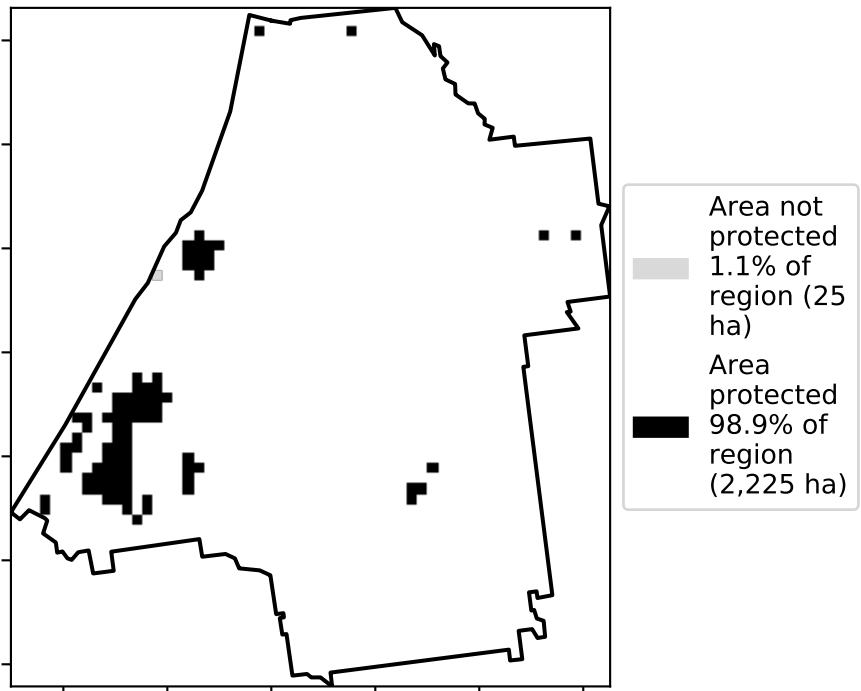 Area not
protected
1.1% of
region (25
ha)
Area
protected
98.9% of
region
(2,225 ha)